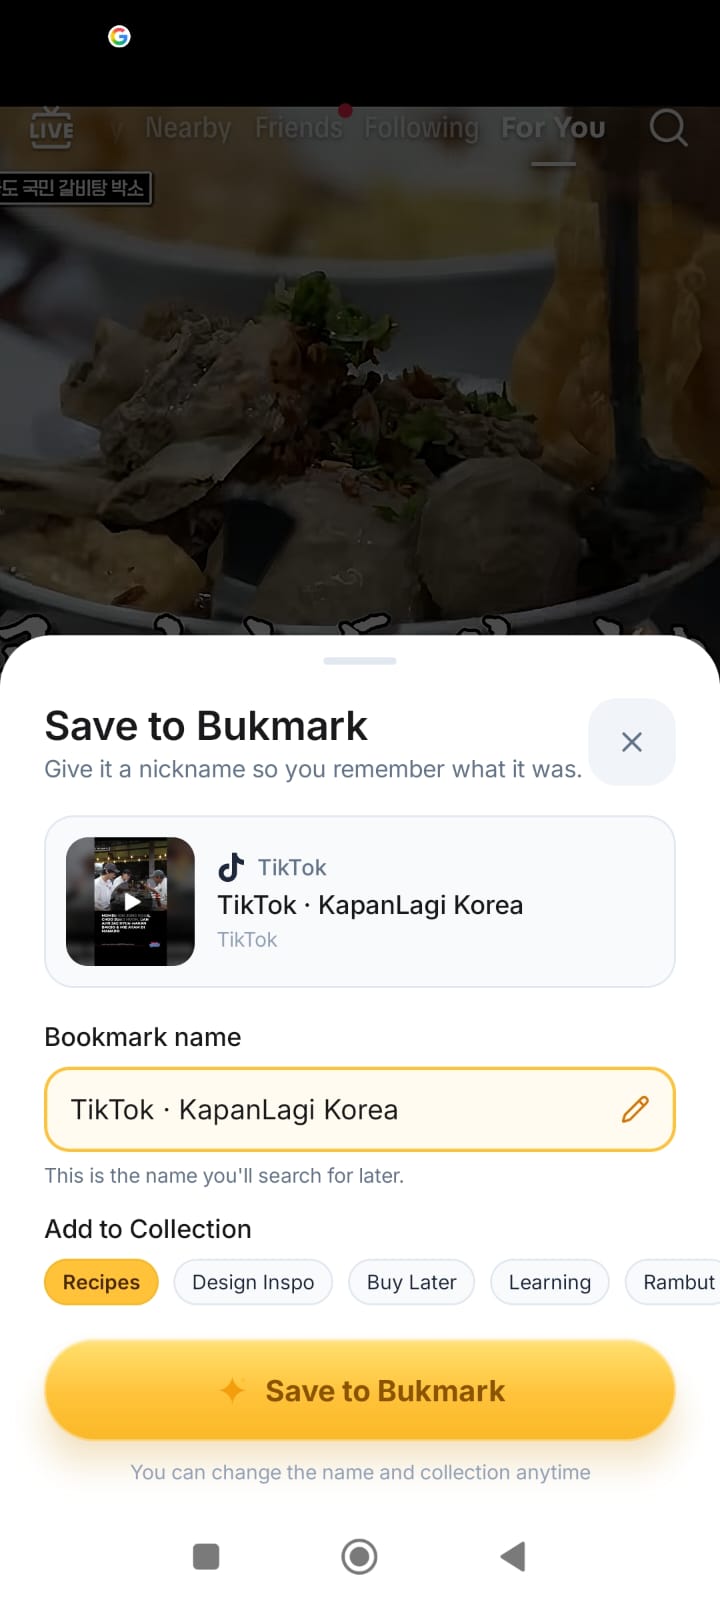 LIVE
Nearby Friends Following For You
도 국민 갈비탕 박소
Save to Bukmark
Give it a nickname so you remember what it was.
TikTok
TikTok · KapanLagi Korea
TikTok
Bookmark name
TikTok · KapanLagi Korea
This is the name you'll search for later.
Add to Collection
Recipes Design Inspo Buy Later Learning Rambut
Save to Bukmark
You can change the name and collection anytime